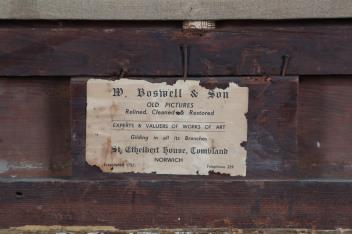 W. Boswell & Son
OLD PICTURES
Relined, Cleaned & Restored
EXPERTS & VALUERS OF WORKS OF ART
Gilding in all its Branches
St. Ethelbert House, Tombland
NORWICH
Telephone